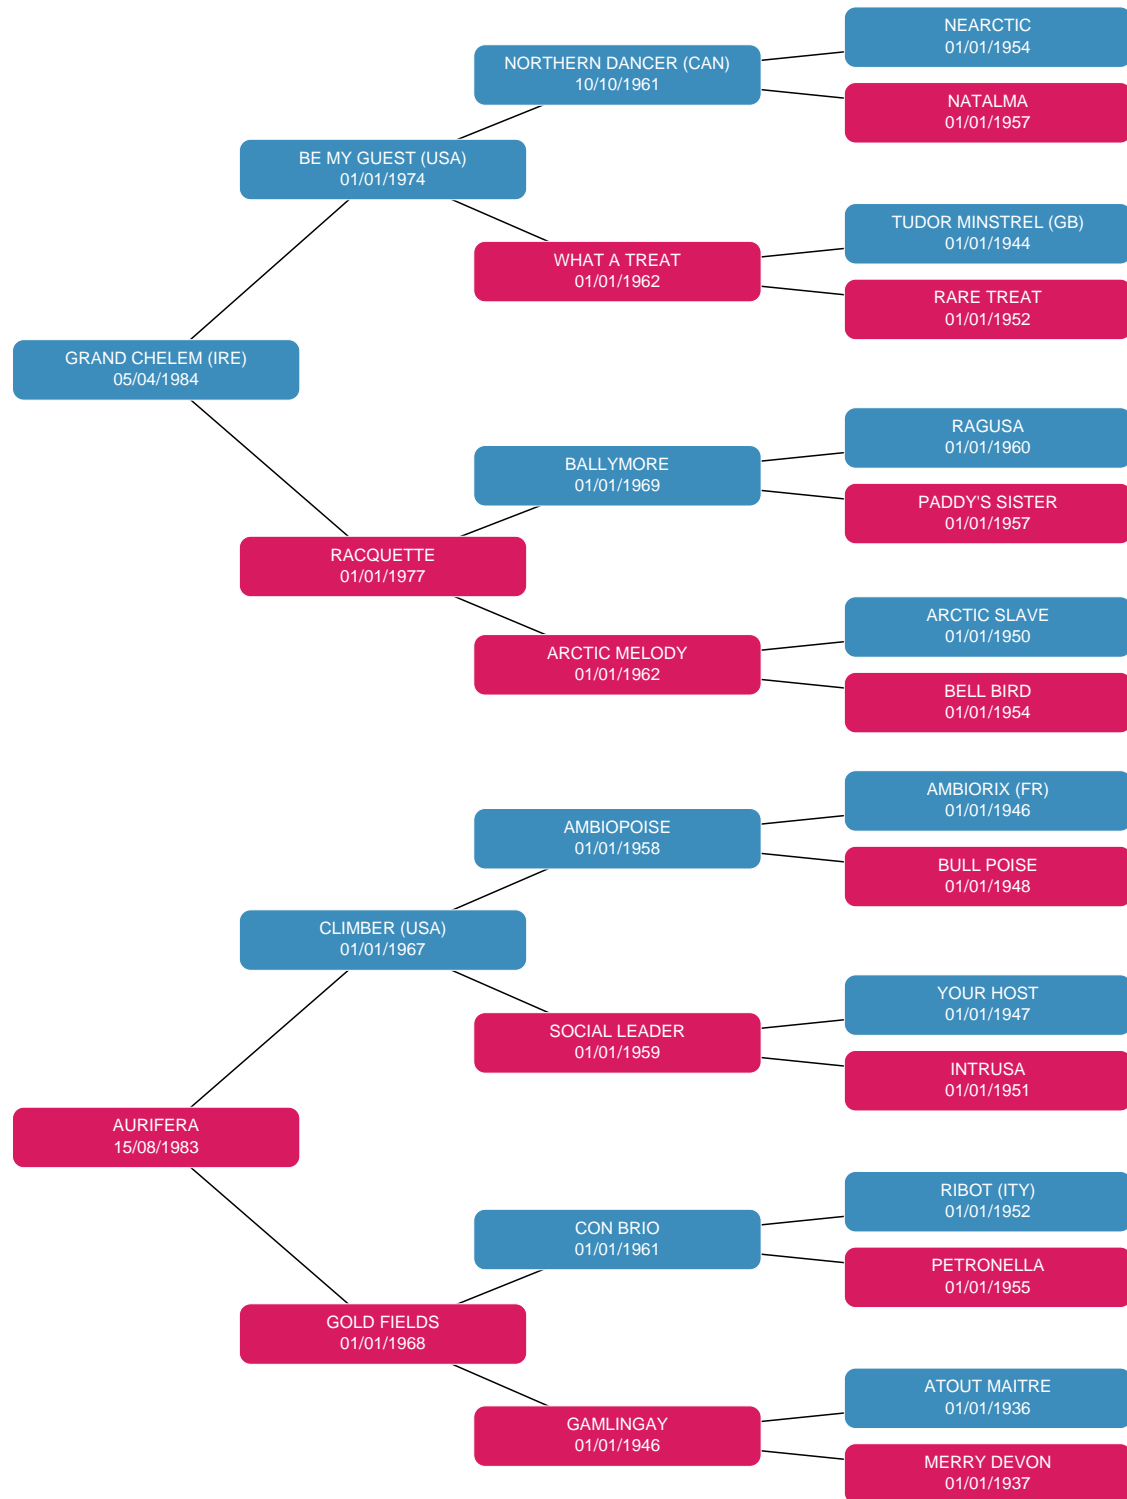 NEARCTIC
01/01/1954
NORTHERN DANCER (CAN)
10/10/1961
NATALMA
01/01/1957
BE MY GUEST (USA)
01/01/1974
TUDOR MINSTREL (GB)
01/01/1944
WHAT A TREAT
01/01/1962
RARE TREAT
01/01/1952
GRAND CHELEM (IRE)
05/04/1984
RAGUSA
01/01/1960
BALLYMORE
01/01/1969
PADDY'S SISTER
01/01/1957
RACQUETTE
01/01/1977
ARCTIC SLAVE
01/01/1950
ARCTIC MELODY
01/01/1962
BELL BIRD
01/01/1954
AMBIORIX (FR)
01/01/1946
AMBIOPOISE
01/01/1958
BULL POISE
01/01/1948
CLIMBER (USA)
01/01/1967
YOUR HOST
01/01/1947
SOCIAL LEADER
01/01/1959
INTRUSA
01/01/1951
AURIFERA
15/08/1983
RIBOT (ITY)
01/01/1952
CON BRIO
01/01/1961
PETRONELLA
01/01/1955
GOLD FIELDS
01/01/1968
ATOUT MAITRE
01/01/1936
GAMLINGAY
01/01/1946
MERRY DEVON
01/01/1937